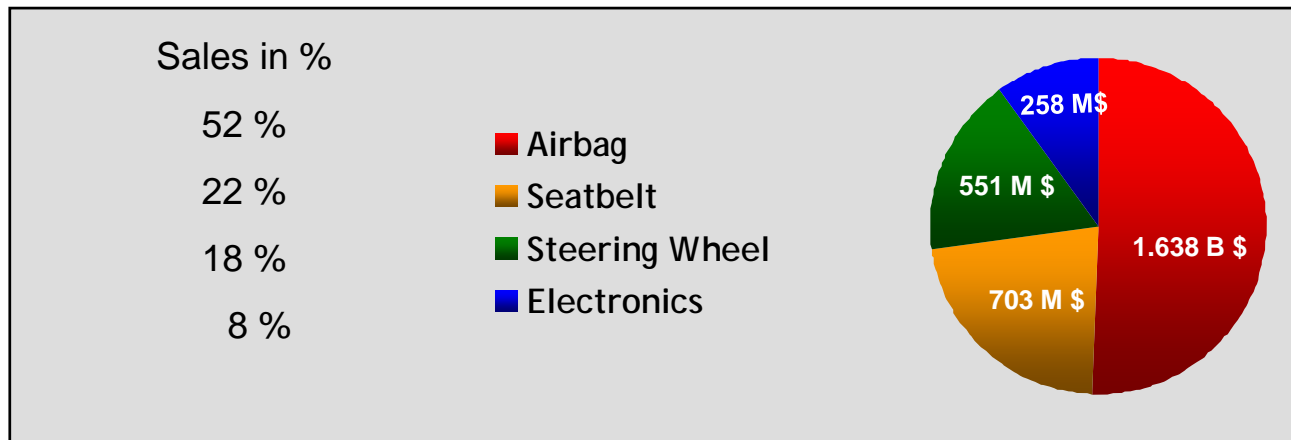 Sales in %
52 %
22 %
18 %
8 %
Airbag
Seatbelt
Steering Wheel
Electronics
258 M$
551 M $
1.638 B $
703 M $